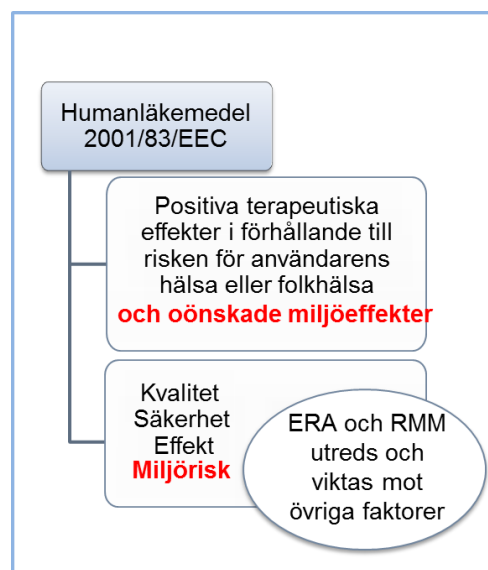 Humanläkemedel
2001/83/EEC
Positiva terapeutiska
effekter i förhållande till
risken för användarens
hälsa eller folkhälsa
och oönskade miljöeffekter
Kvalitet
Säkerhet
Effekt
Miljörisk
ERA och RMM
utreds och
viktas mot
övriga faktorer